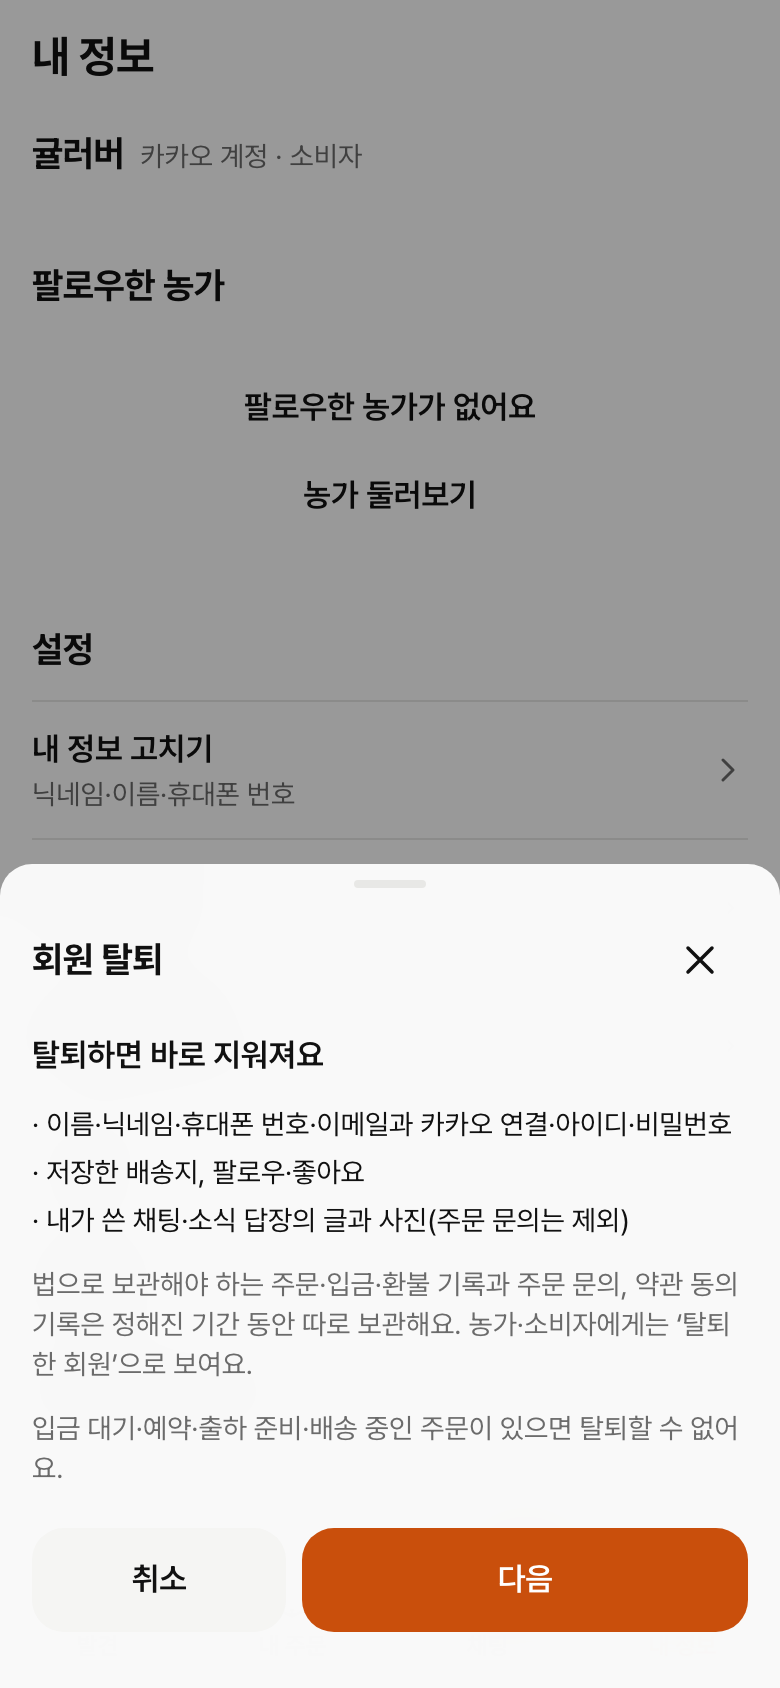 내 정보
귤러버 카카오 계정 · 소비자
팔로우한 농가
팔로우한 농가가 없어요
농가 둘러보기
설정
내 정보 고치기
닉네임·이름·휴대폰 번호
회원 탈퇴
탈퇴하면 바로 지워져요
· 이름·닉네임·휴대폰 번호·이메일과 카카오 연결·아이디·비밀번호
· 저장한 배송지, 팔로우·좋아요
· 내가 쓴 채팅·소식 답장의 글과 사진(주문 문의는 제외)
법으로 보관해야 하는 주문·입금·환불 기록과 주문 문의, 약관 동의
기록은 정해진 기간 동안 따로 보관해요. 농가·소비자에게는 ‘탈퇴
한 회원’으로 보여요.
입금 대기·예약·출하 준비·배송 중인 주문이 있으면 탈퇴할 수 없어
요.
취소
다음